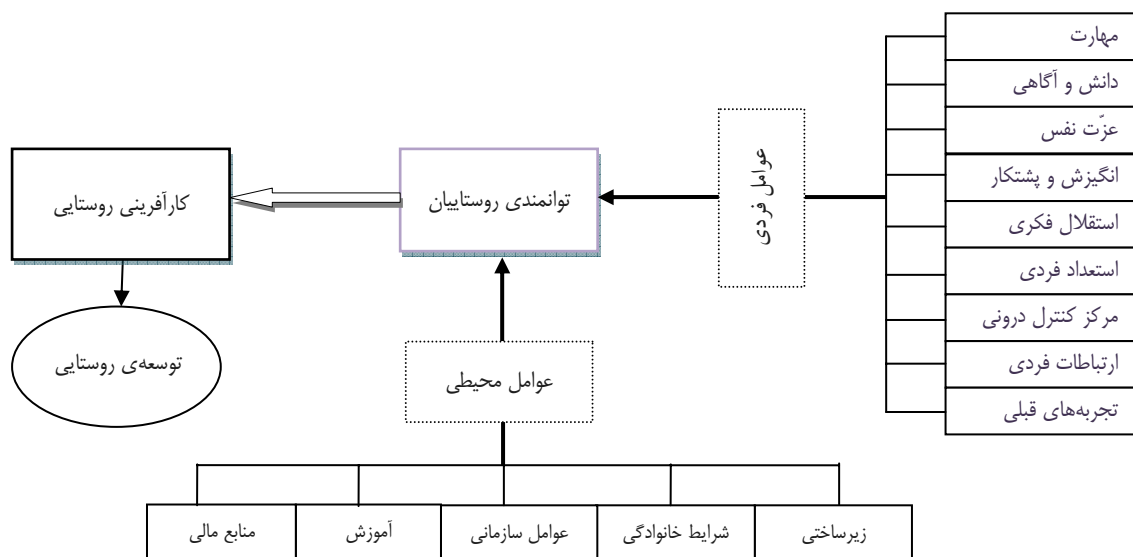 مهارت
دانش و آگاهی
عزّت نفس
انگیزش و پشتکار
استقلال فکری
استعداد فردی
مرکز کنترل درونی
ارتباطات فردی
تجربه‌های قبلی
عوامل فردی
توانمندی روستاییان
کارآفرینی روستایی
توسعه‌ی روستایی
عوامل محیطی
زیرساختی
شرایط خانوادگی
عوامل سازمانی
آموزش
منابع مالی